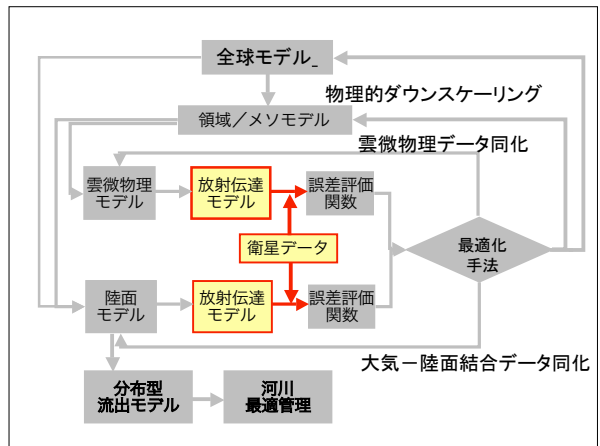 全球モデル_
物理的ダウンスケーリング
領域／メソモデル
雲微物理データ同化
雲微物理
モデル
放射伝達
モデル
誤差評価
関数
衛星データ
最適化
手法
陸面
モデル
放射伝達
モデル
誤差評価
関数
大気－陸面結合データ同化
分布型
流出モデル
河川
最適管理